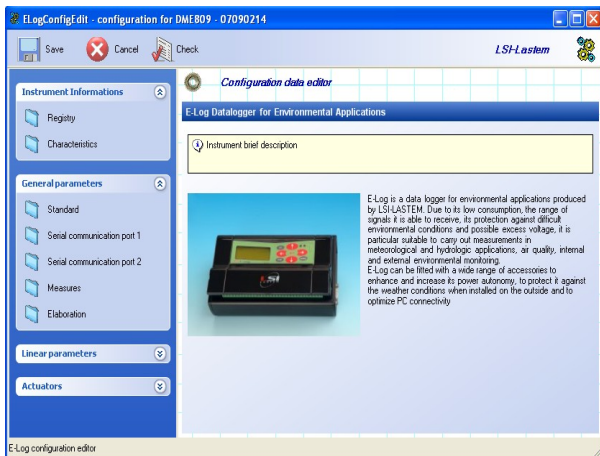 ELogConfigEdit - configuration for DME809 - 07090214
Save
Cancel
Check
LSI-Lastem
Instrument Informations
Registry
Characteristics
General parameters
Standard
Serial communication port 1
Serial communication port 2
Measures
Elaboration
Linear parameters
Actuators
Configuration data editor
E-Log Datalogger for Environmental Applications
Instrument brief description
LSI
E-Log is a data logger for environmental applications produced
by LSI-LASTEM. Due to its low consumption, the range of
signals it is able to receive, its protection against difficult
environmental conditions and possible excess voltage, it is
particular suitable to carry out measurements in
meteorological and hydrologic applications, air quality, internal
and external environmental monitoring.
E-Log can be fitted with a wide range of accessories to
enhance and increase its power autonomy, to protect it against
the weather conditions when installed on the outside and to
optimize PC connectivity
E-Log configuration editor